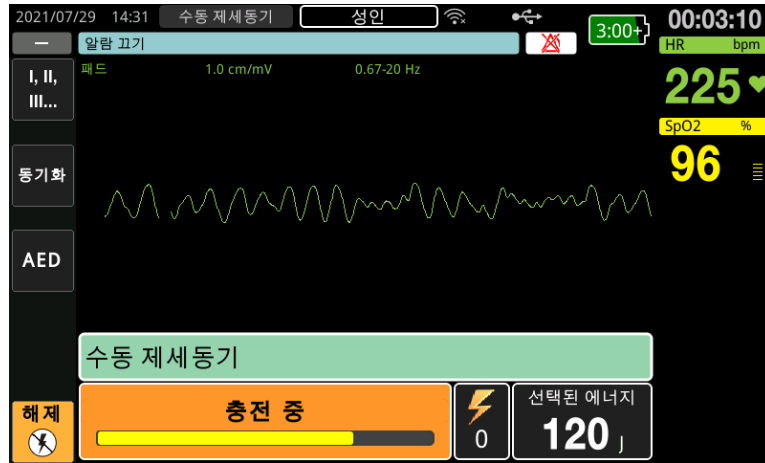 2021/07/29 14:31 수동 제세동기 성인 3:00+ 00:03:10
— 알람 끄기 HR bpm
I, II, III... 패드 1.0 cm/mV 0.67-20 Hz 225
SpO2 %
동기화 96
AED
수동 제세동기
해제 충전 중 0 선택된 에너지
120 J